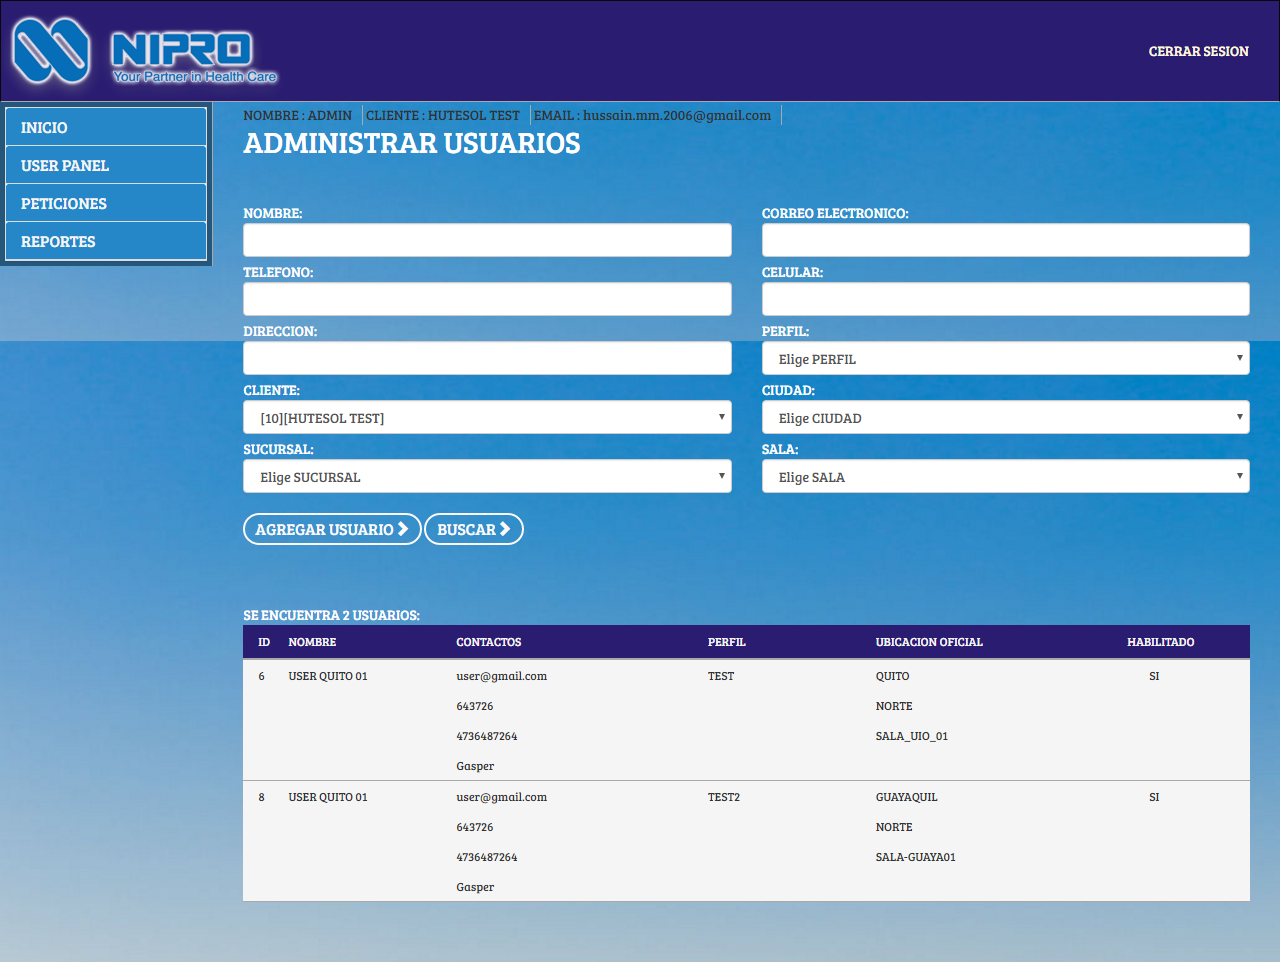 NIPRO
Your Partner in Health Care
CERRAR SESION
INICIO
USER PANEL
PETICIONES
REPORTES
NOMBRE : ADMIN CLIENTE : HUTESOL TEST EMAIL : hussain.mm.2006@gmail.com
ADMINISTRAR USUARIOS
NOMBRE: CORREO ELECTRONICO:
TELEFONO: CELULAR:
DIRECCION: PERFIL:
Elige PERFIL
CLIENTE: CIUDAD:
[10][HUTESOL TEST] Elige CIUDAD
SUCURSAL: SALA:
Elige SUCURSAL Elige SALA
AGREGAR USUARIO BUSCAR
SE ENCUENTRA 2 USUARIOS:
ID NOMBRE CONTACTOS PERFIL UBICACION OFICIAL HABILITADO
6 USER QUITO 01 user@gmail.com TEST QUITO SI
643726 NORTE
4736487264 SALA_UIO_01
Gasper
8 USER QUITO 01 user@gmail.com TEST2 GUAYAQUIL SI
643726 NORTE
4736487264 SALA-GUAYA01
Gasper